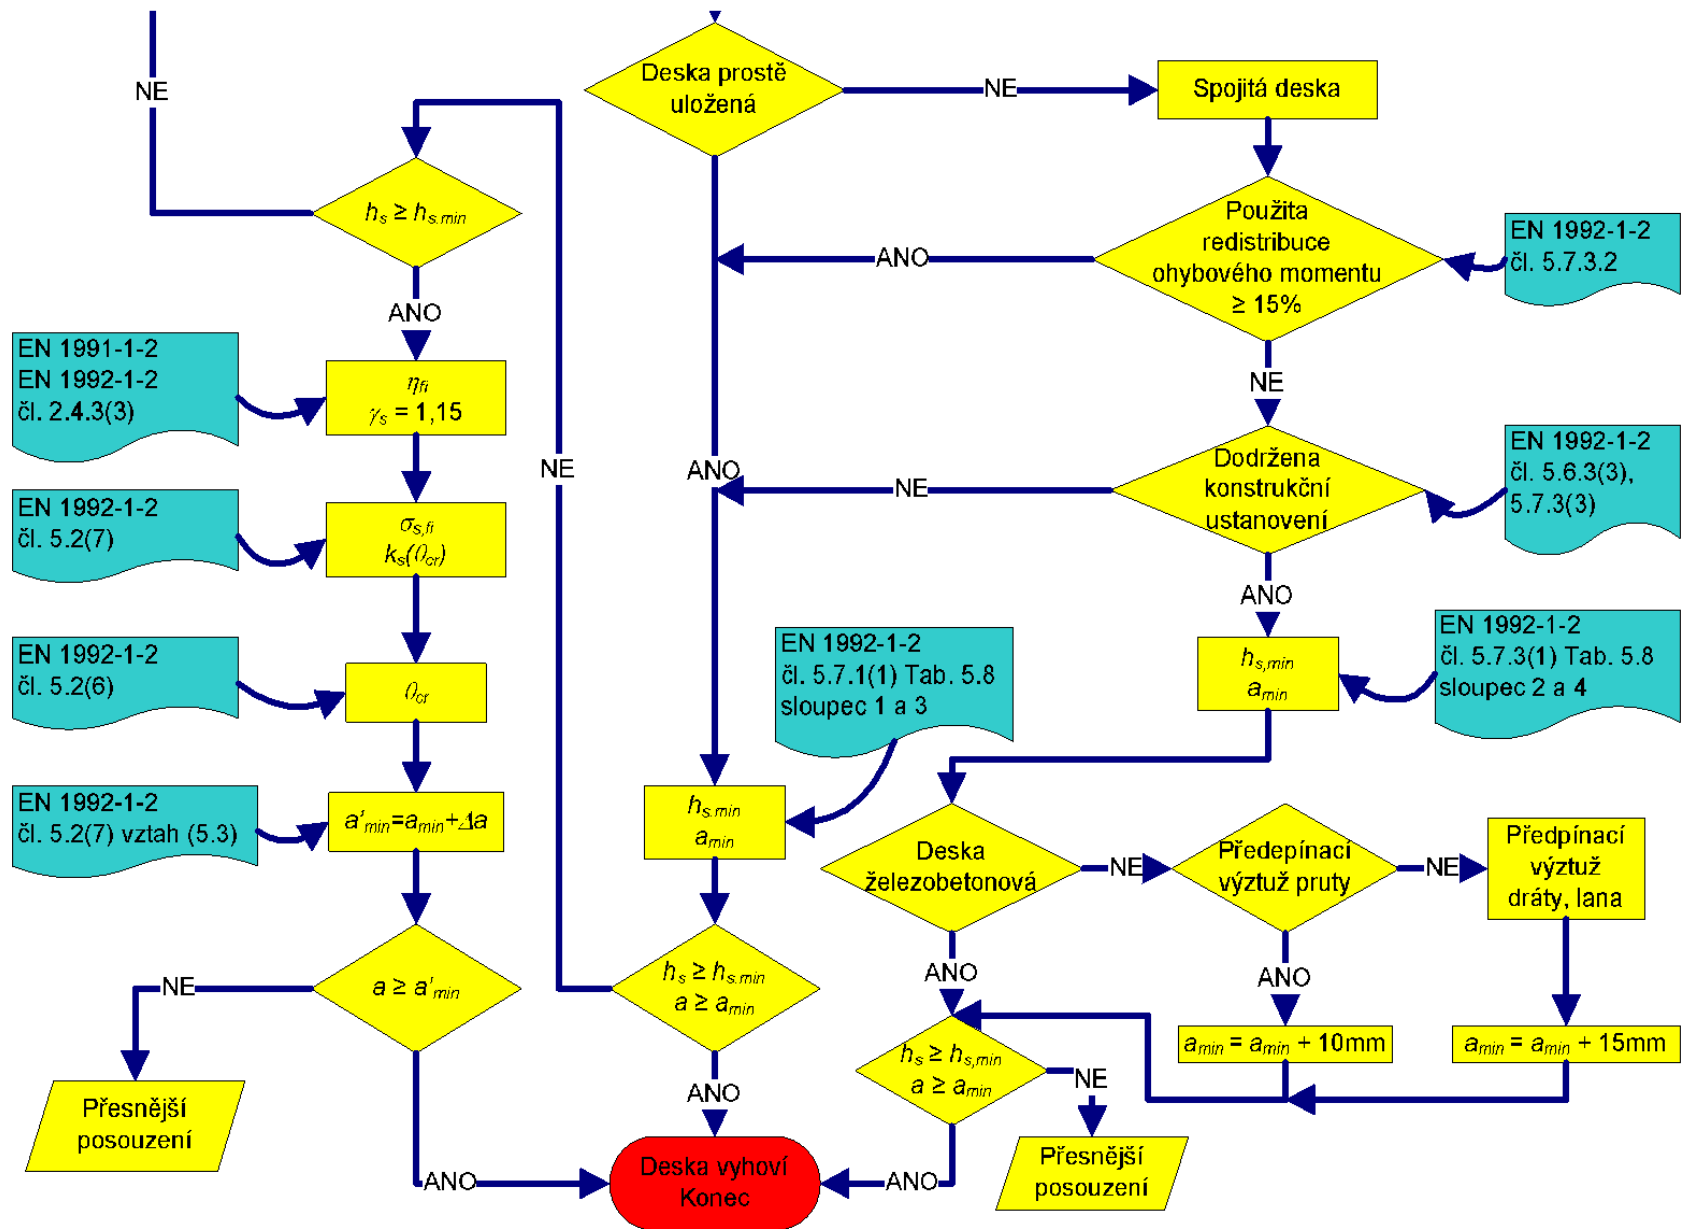 Deska prostě
uložená
NE
Spojitá deska
NE
hs ≥ hs.min
ANO
Použita
redistribuce
ohybového momentu
≥ 15%
EN 1992-1-2
čl. 5.7.3.2
ANO
NE
EN 1991-1-2
EN 1992-1-2
čl. 2.4.3(3)
ηfi
γs = 1,15
NE
ANO
NE
Dodržena
konstrukční
ustanovení
EN 1992-1-2
čl. 5.6.3(3),
5.7.3(3)
EN 1992-1-2
čl. 5.2(7)
σs,fi
ks(θcr)
ANO
EN 1992-1-2
čl. 5.2(6)
θcr
EN 1992-1-2
čl. 5.7.1(1) Tab. 5.8
sloupec 1 a 3
hs,min
amin
EN 1992-1-2
čl. 5.7.3(1) Tab. 5.8
sloupec 2 a 4
EN 1992-1-2
čl. 5.2(7) vztah (5.3)
a'min=amin+Δa
hs.min
amin
Deska
železobetonová
NE
Předepínací
výztuž pruty
NE
Předpínací
výztuž
dráty, lana
NE
a ≥ a'min
hs ≥ hs.min
a ≥ amin
ANO
ANO
hs ≥ hs,min
a ≥ amin
NE
amin = amin + 10mm
amin = amin + 15mm
Přesnější
posouzení
ANO
ANO
Deska vyhoví
Konec
ANO
Přesnější
posouzení